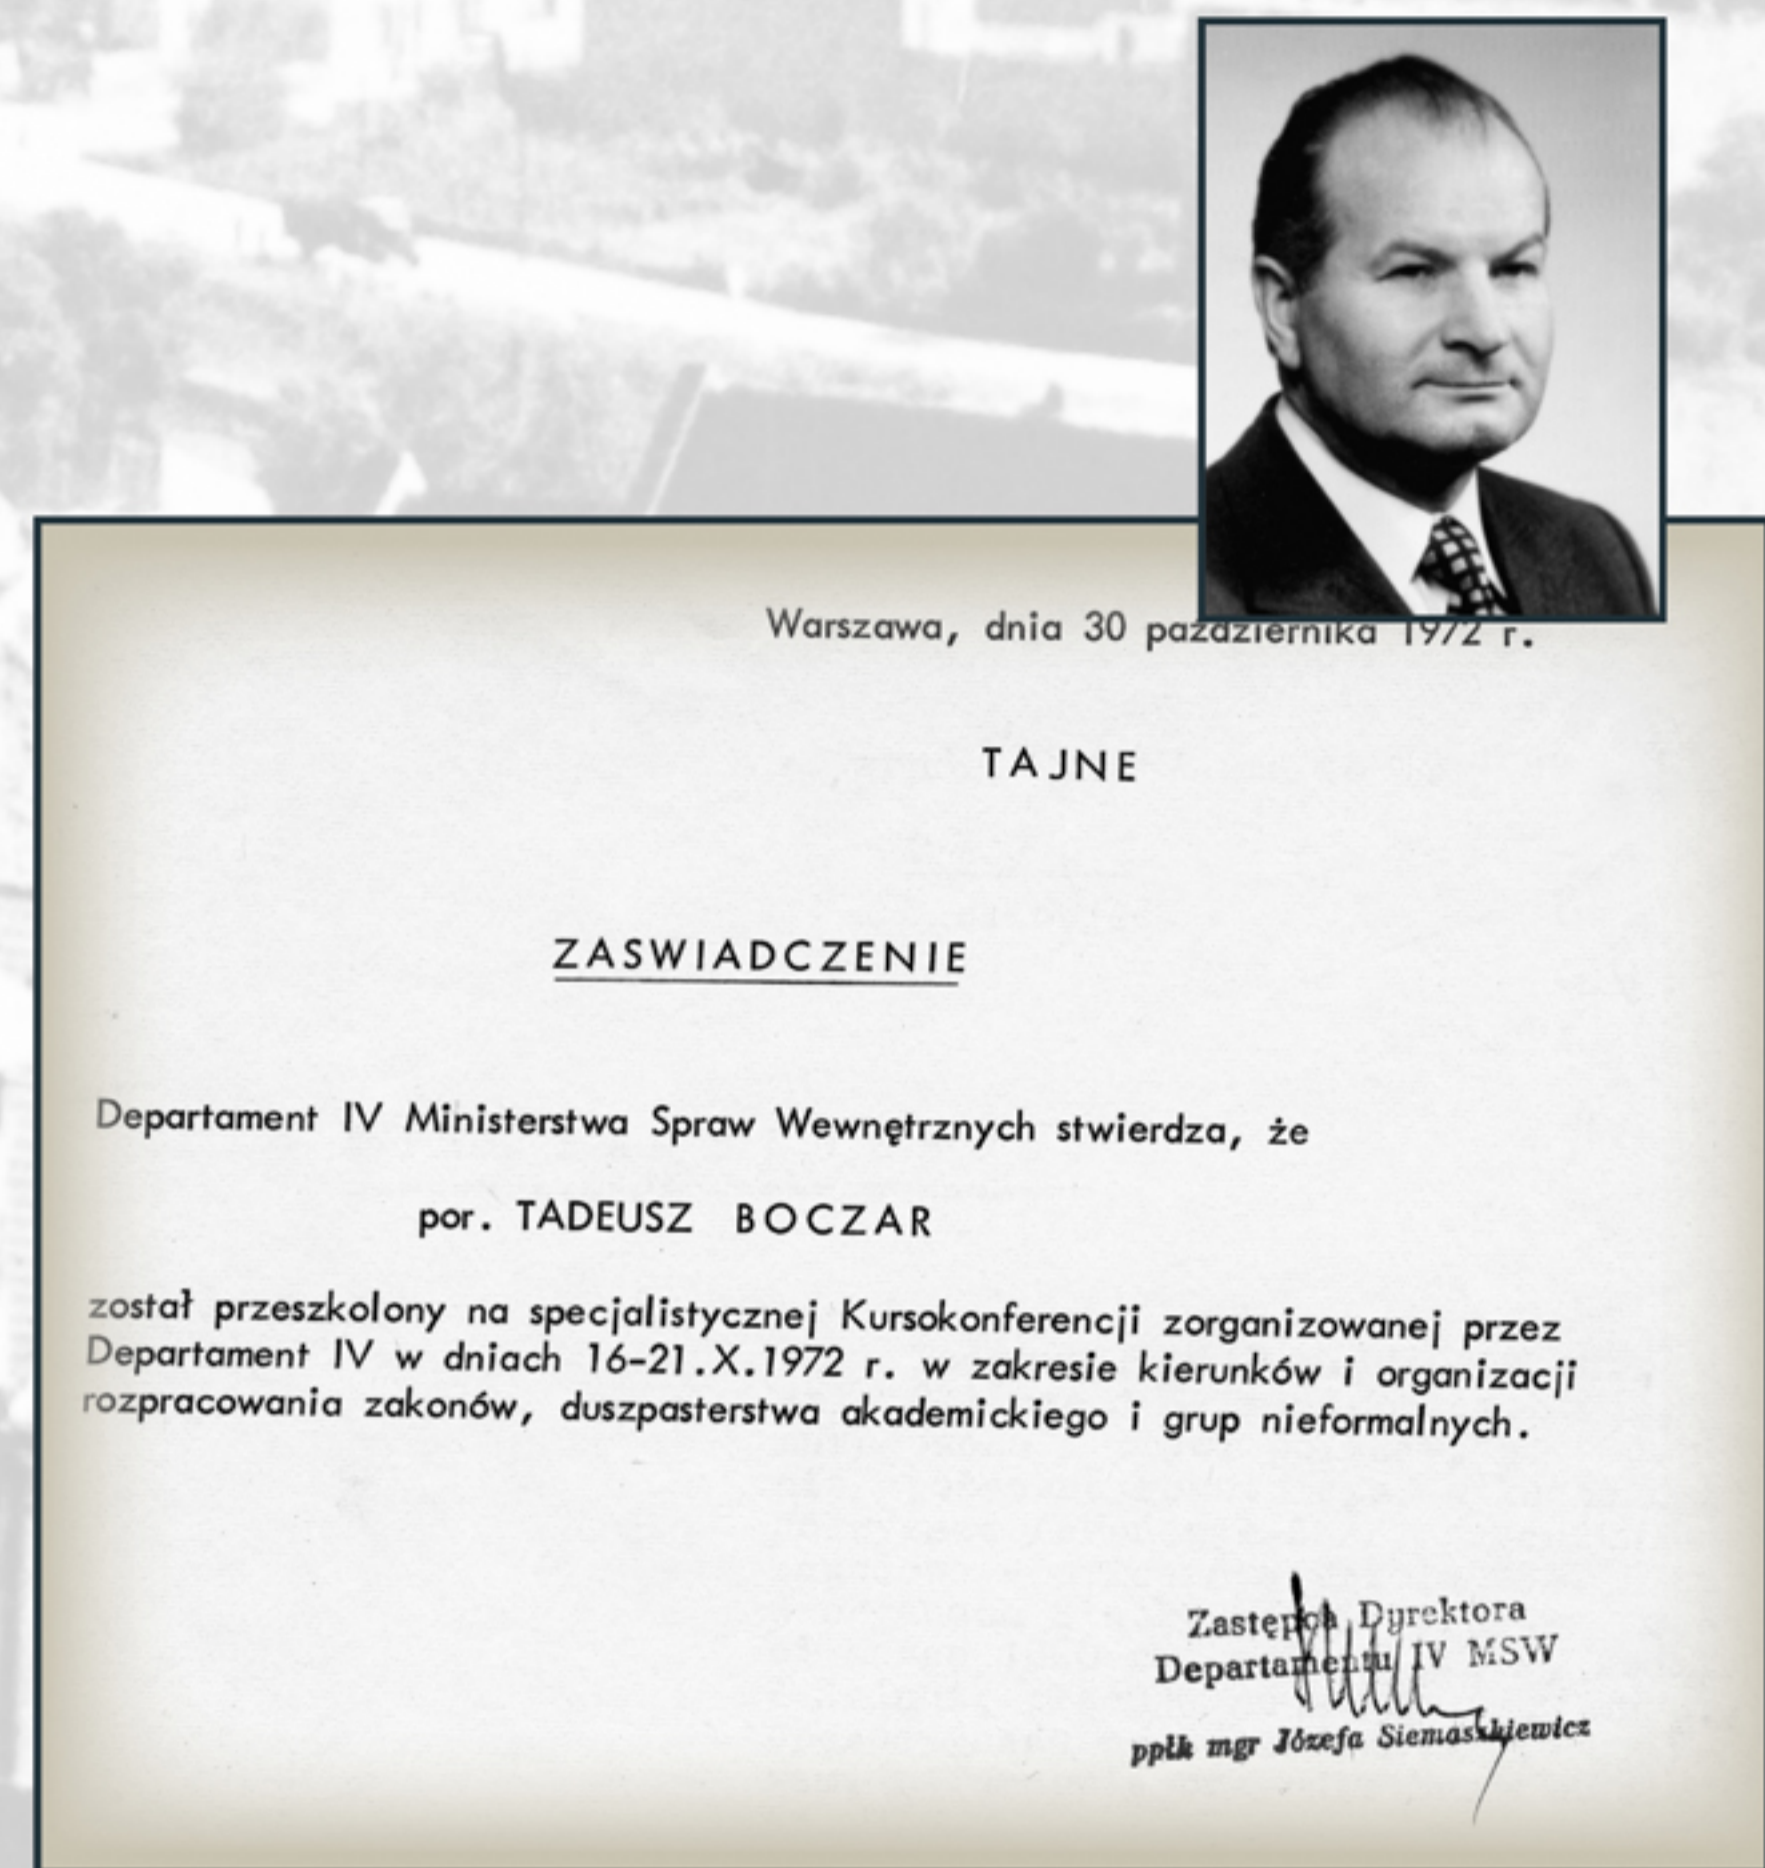 Warszawa, dnia 30 października 1972 r.
TAJNE
ZASWIADCZENIE
Departament IV Ministerstwa Spraw Wewnętrznych stwierdza, że
por. TADEUSZ BOCZAR
został przeszkolony na specjalistycznej Kursokonferencji zorganizowanej przez
Departament IV w dniach 16-21.X.1972 r. w zakresie kierunków i organizacji
rozpracowania zakonów, duszpasterstwa akademickiego i grup nieformalnych.
Zastępca Dyrektora
Departamentu IV MSW
ppłk mgr Józefa Siemaszkiewicz